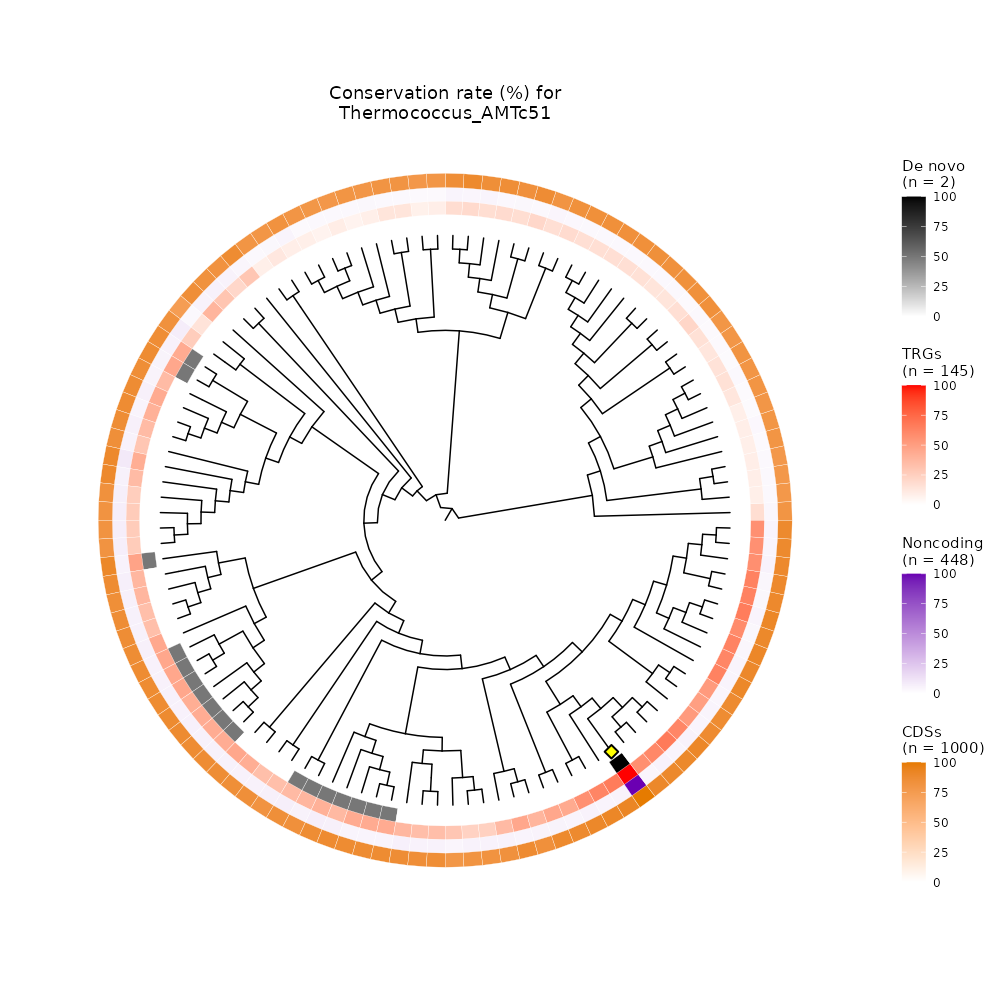 Conservation rate (%) for
Thermococcus_AMTc51
De novo
(n = 2)
100
75
50
25
0
TRGs
(n = 145)
100
75
50
25
0
Noncoding
(n = 448)
100
75
50
25
0
CDSs
(n = 1000)
100
75
50
25
0